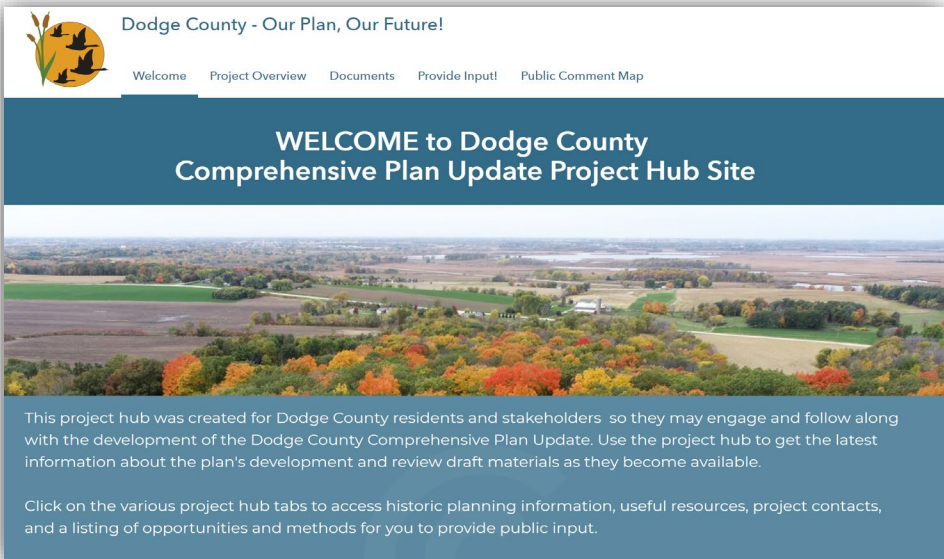 Dodge County - Our Plan, Our Future!
Welcome Project Overview Documents Provide Input! Public Comment Map
WELCOME to Dodge County
Comprehensive Plan Update Project Hub Site
This project hub was created for Dodge County residents and stakeholders so they may engage and follow along
with the development of the Dodge County Comprehensive Plan Update. Use the project hub to get the latest
information about the plan's development and review draft materials as they become available.
Click on the various project hub tabs to access historic planning information, useful resources, project contacts,
and a listing of opportunities and methods for you to provide public input.